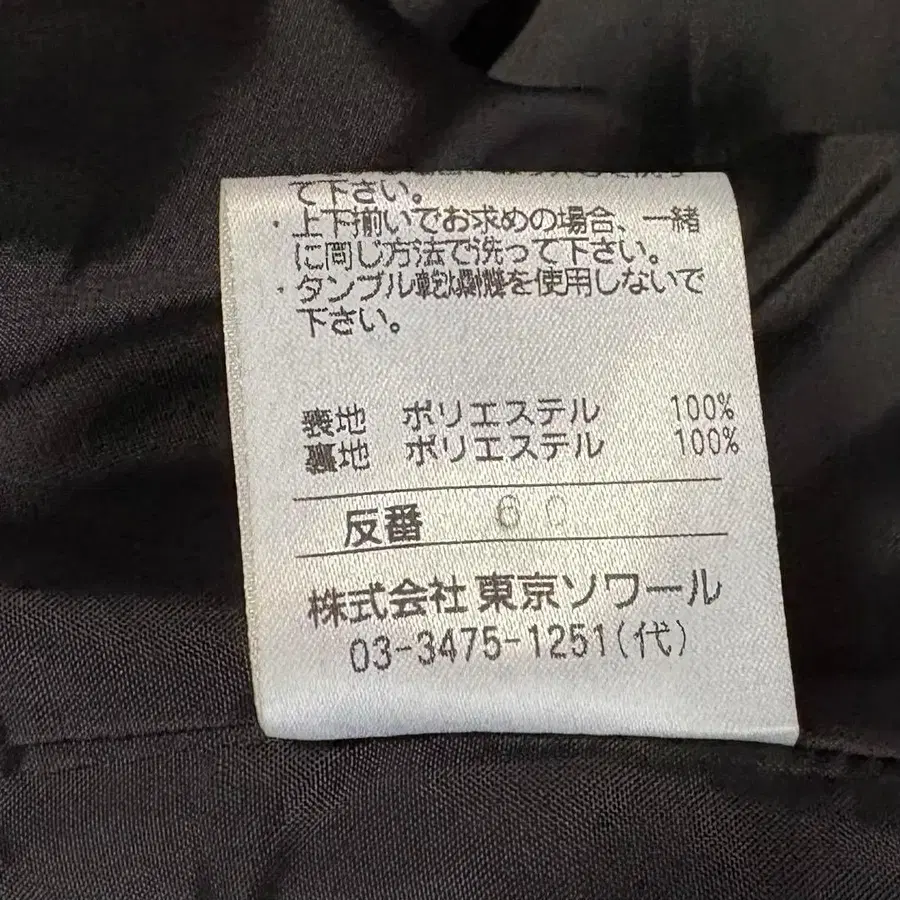 て下さい。
・上下揃いでお求めの場合、一緒
に同じ方法で洗って下さい。
・タンブル乾燥機を使用しないで
下さい。
表地 ポリエステル 100%
裏地 ポリエステル 100%
反番 60
株式会社 東京ソワール
03-3475-1251(代)